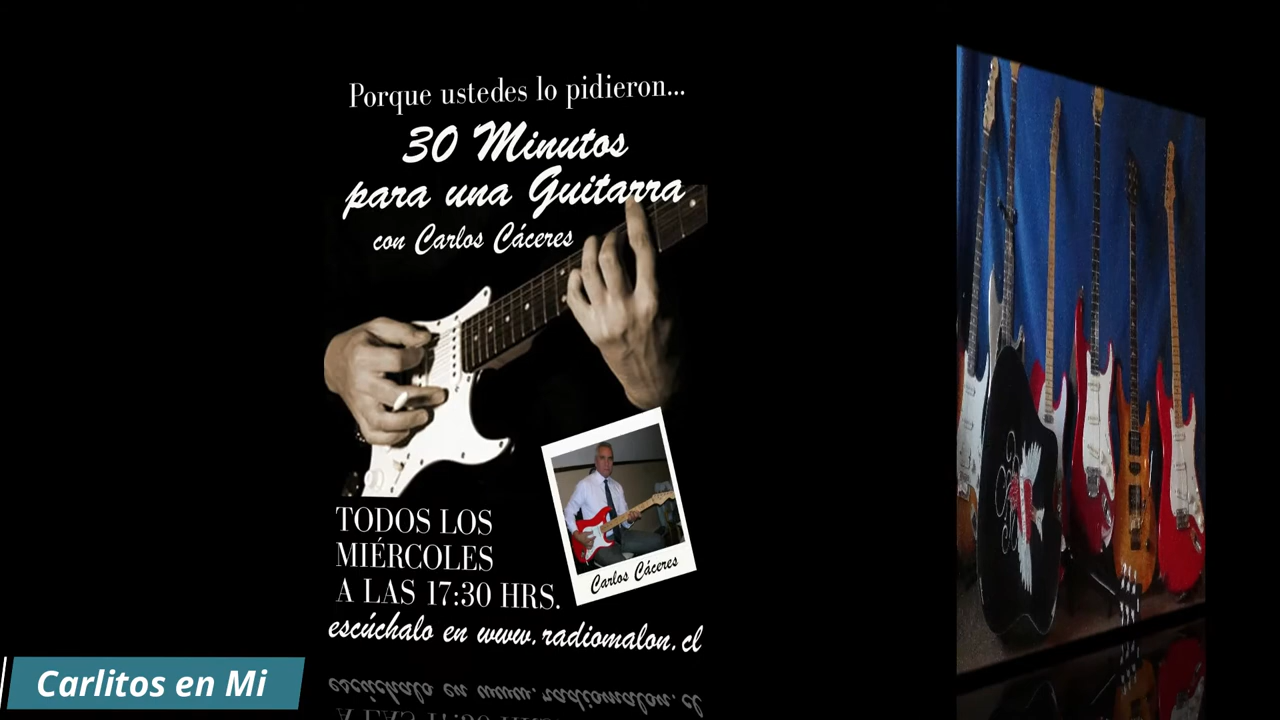 Porque ustedes lo pidieron...
30 Minutos
para una Guitarra
con Carlos Cáceres
Carlos Cáceres
TODOS LOS
MIÉRCOLES
A LAS 17:30 HRS.
escúchalo en www.radiomalon.cl
Carlitos en Mi